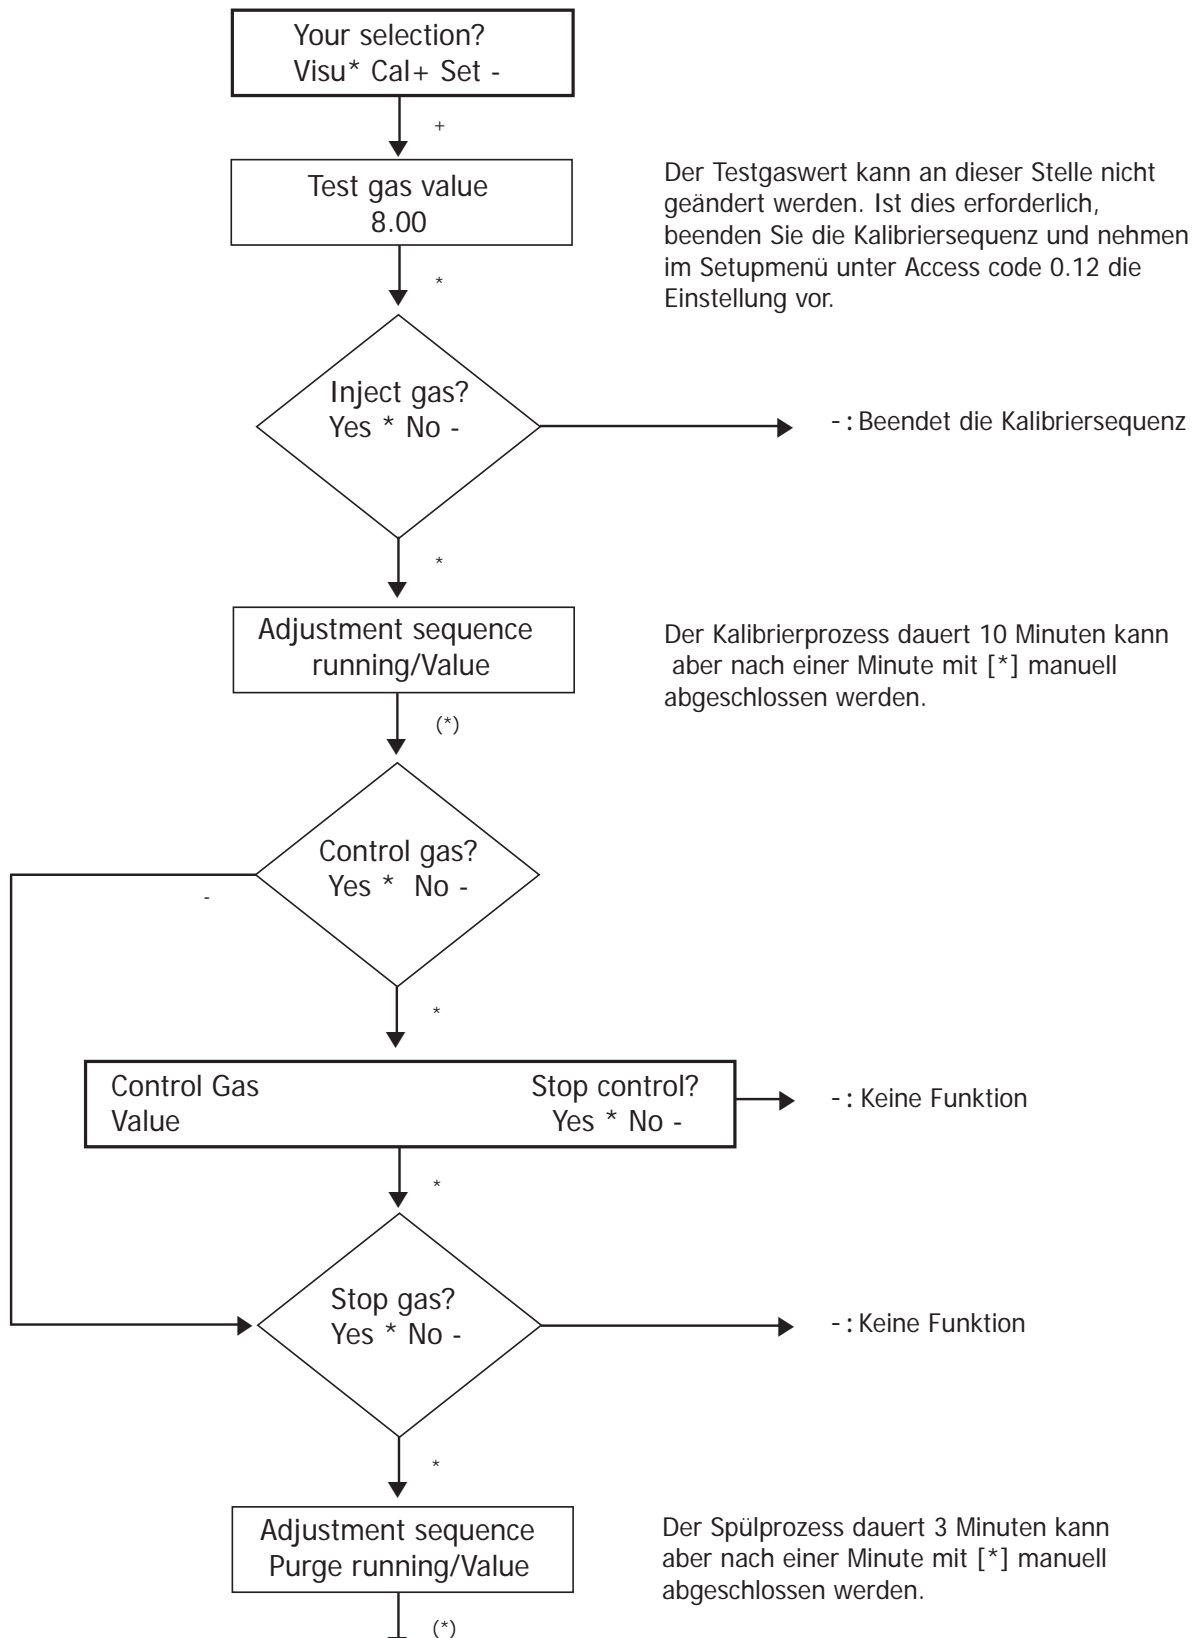 Your selection?
Visu* Cal+ Set -
+
Test gas value
8.00
Der Testgaswert kann an dieser Stelle nicht
geändert werden. Ist dies erforderlich,
beenden Sie die Kalibriersequenz und nehmen
im Setupmenü unter Access code 0.12 die
Einstellung vor.
*
Inject gas?
Yes * No -
- : Beendet die Kalibriersequenz
*
Adjustment sequence
running/Value
Der Kalibrierprozess dauert 10 Minuten kann
aber nach einer Minute mit [*] manuell
abgeschlossen werden.
(*)
Control gas?
Yes * No -
-
*
Control Gas Stop control?
Value Yes * No -
- : Keine Funktion
*
Stop gas?
Yes * No -
- : Keine Funktion
*
Adjustment sequence
Purge running/Value
Der Spülprozess dauert 3 Minuten kann
aber nach einer Minute mit [*] manuell
abgeschlossen werden.
(*)